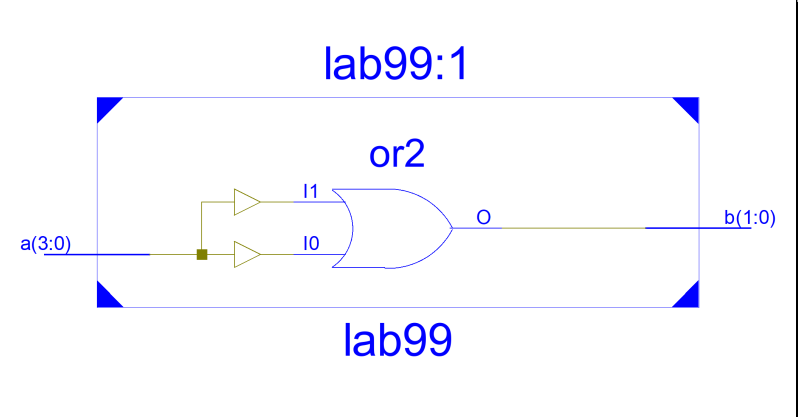 lab99:1
or2
I1
O
b(1:0)
a(3:0)
I0
lab99